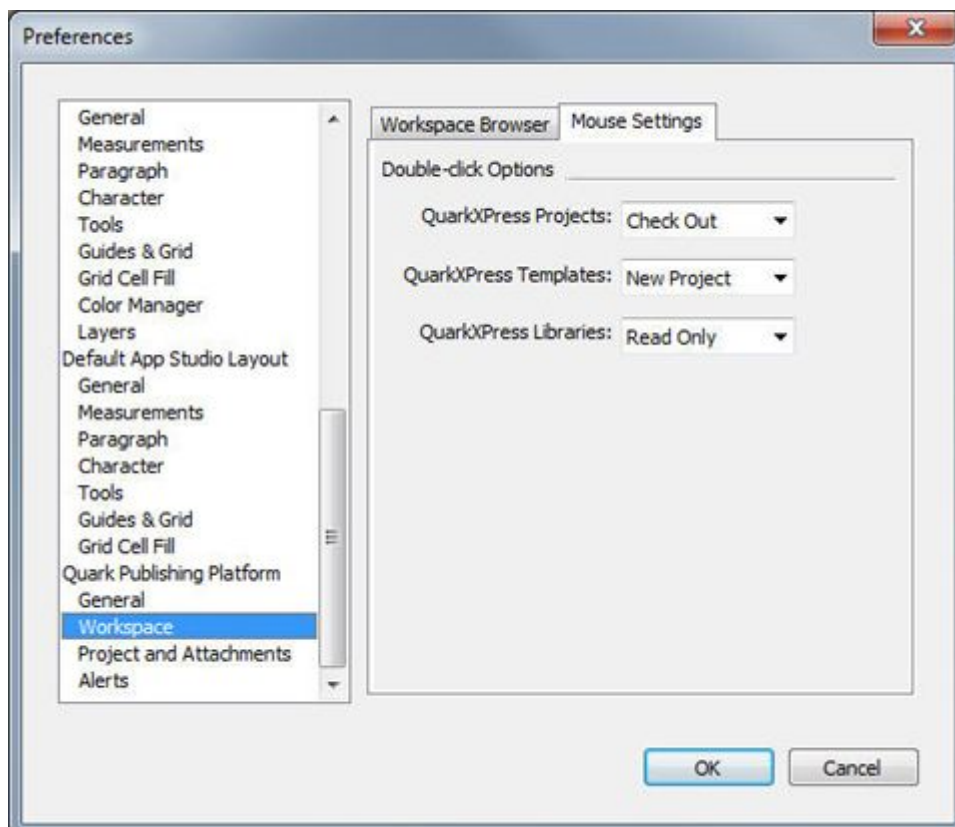 Preferences
General
Measurements
Paragraph
Character
Tools
Guides & Grid
Grid Cell Fill
Color Manager
Layers
Default App Studio Layout
General
Measurements
Paragraph
Character
Tools
Guides & Grid
Grid Cell Fill
Quark Publishing Platform
General
Workspace
Project and Attachments
Alerts
Workspace Browser Mouse Settings
Double-click Options
QuarkXPress Projects: Check Out
QuarkXPress Templates: New Project
QuarkXPress Libraries: Read Only
OK Cancel